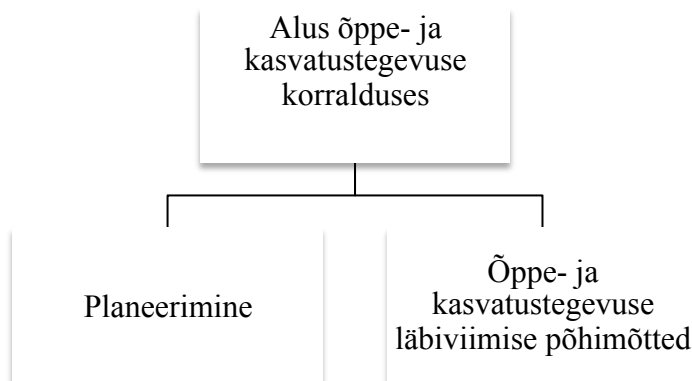 Alus õppe- ja
kasvatustegevuse
korralduses
Planeerimine
Õppe- ja
kasvatustegevuse
läbiviimise põhimõtted